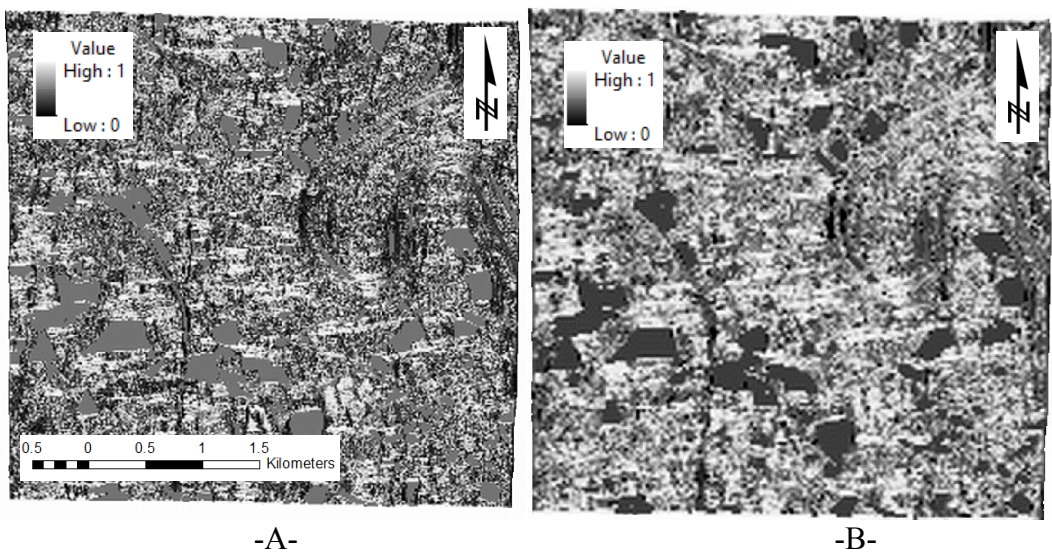 Value
High : 1
Low : 0
N
Value
High : 1
Low : 0
N
0.5 0 0.5 1 1.5
Kilometers
-A-
-B-